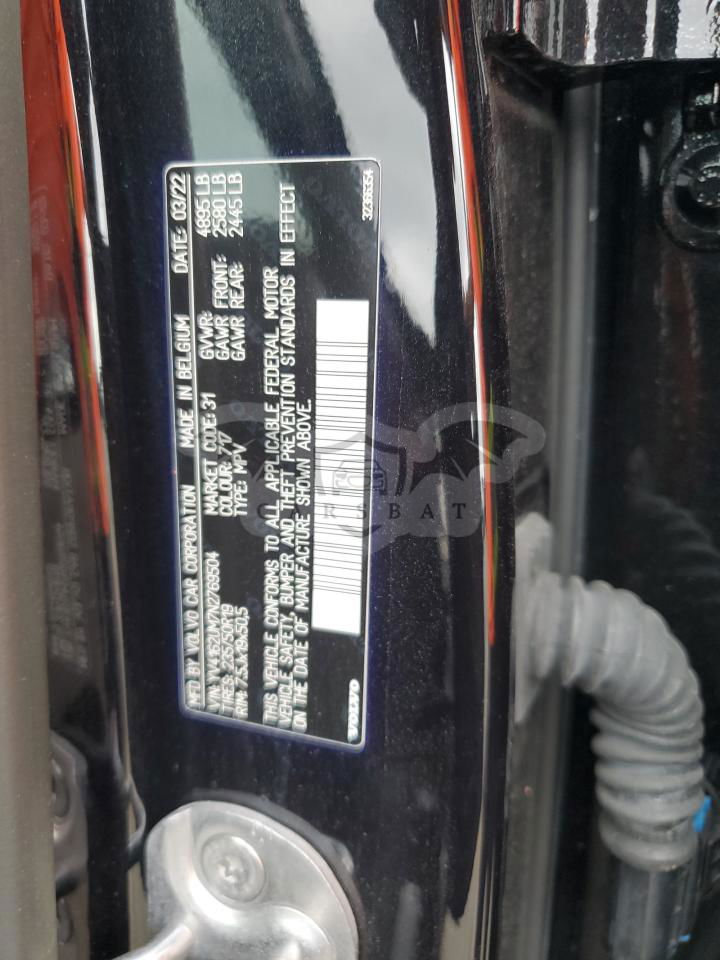 MFD BY VOLVO CAR CORPORATION MADE IN BELGIUM DATE: 03/22
VIN: YV4162UM7N2769504 MARKET CODE: 31 GVWR: 4895 LB
TIRES: 235/50R19 COLOUR: 717 GAWR FRONT: 2580 LB
RIM: 7.5Jx19x50,5 TYPE: MPV GAWR REAR: 2445 LB
THIS VEHICLE CONFORMS TO ALL APPLICABLE FEDERAL MOTOR
VEHICLE SAFETY, BUMPER AND THEFT PREVENTION STANDARDS IN EFFECT
ON THE DATE OF MANUFACTURE SHOWN ABOVE.
VOLVO 32366354
CARSBAT